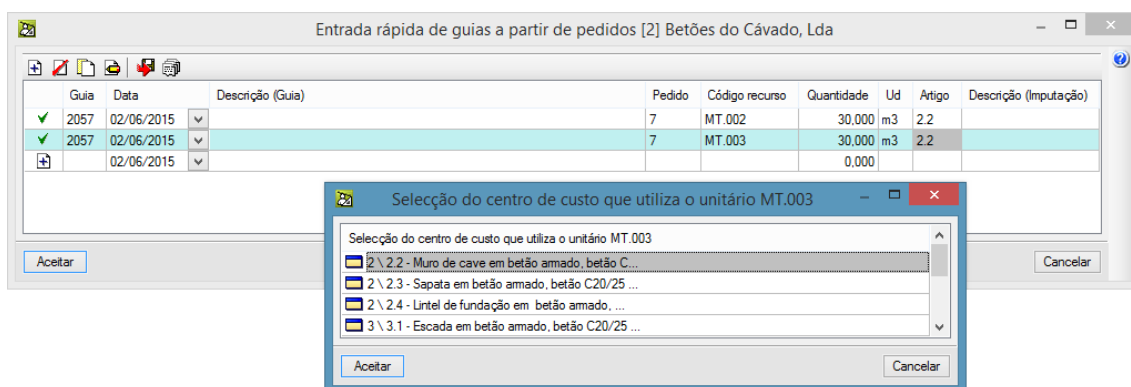 Entrada rápida de guias a partir de pedidos [2] Betões do Cávado, Lda
Guia Data Descrição (Guia) Pedido Código recurso Quantidade Ud Artigo Descrição (Imputação)
2057 02/06/2015 7 MT.002 30,000 m3 2.2
2057 02/06/2015 7 MT.003 30,000 m3 2.2
02/06/2015 0,000
Selecção do centro de custo que utiliza o unitário MT.003
Selecção do centro de custo que utiliza o unitário MT.003
2 \ 2.2 - Muro de cave em betão armado, betão C...
2 \ 2.3 - Sapata em betão armado, betão C20/25 ...
2 \ 2.4 - Lintel de fundação em betão armado, ...
3 \ 3.1 - Escada em betão armado, betão C20/25 ...
Aceitar Cancelar
Aceitar Cancelar